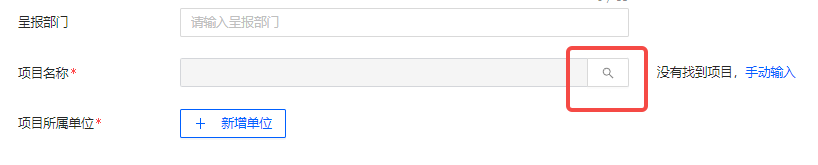 呈报部门 请输入呈报部门
项目名称* 没有找到项目，手动输入
项目所属单位* + 新增单位